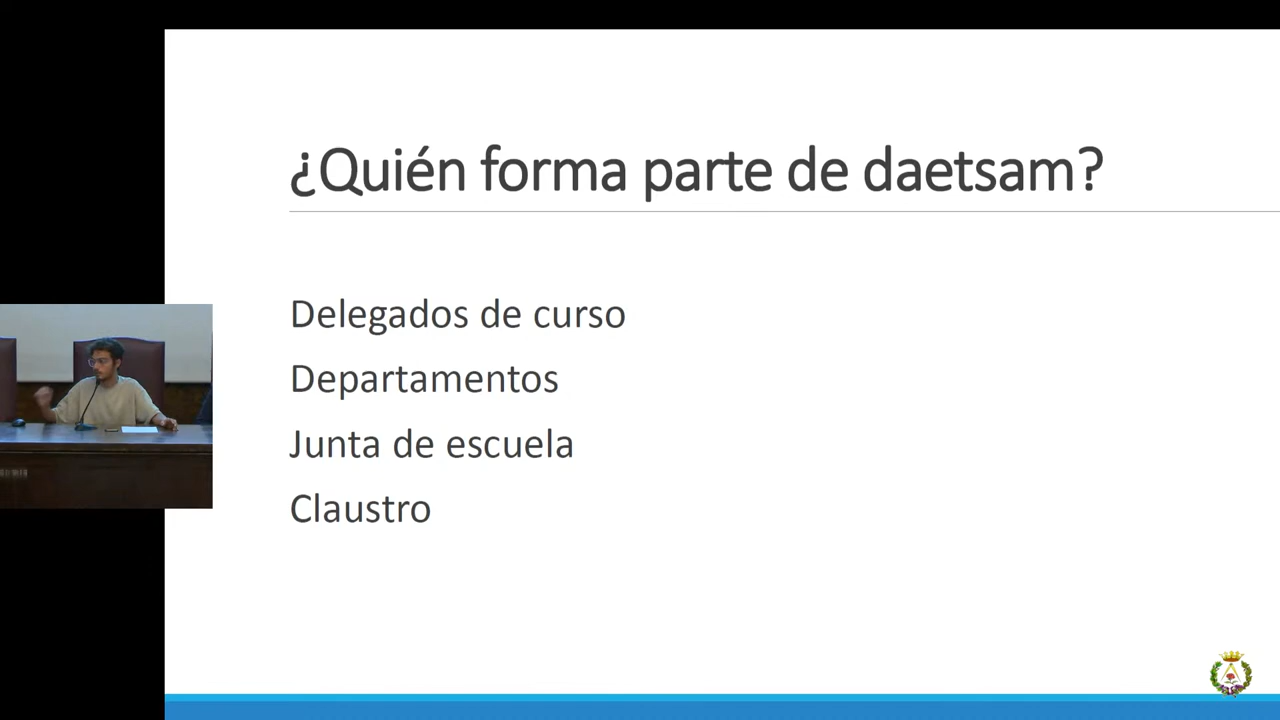 ¿Quién forma parte de daetsam?
Delegados de curso
Departamentos
Junta de escuela
Claustro